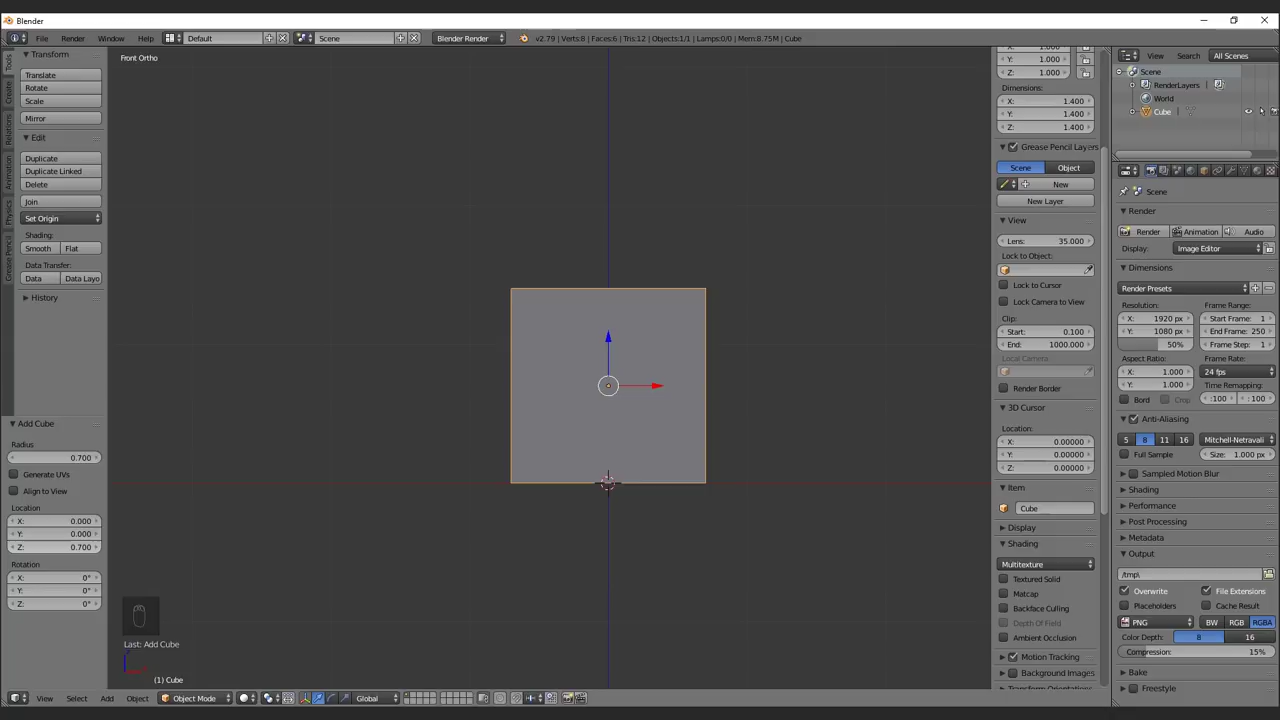 Blender
File Render Window Help Default Scene Blender Render v2.79 | Verts:8 | Faces:6 | Tris:12 | Objects:1/1 | Lamps:0/0 | Mem:8.75M | Cube
Tools
Create
Relations
Animation
Physics
Grease Pencil
Transform
Translate
Rotate
Scale
Mirror
Edit
Duplicate
Duplicate Linked
Delete
Join
Set Origin
Shading:
Smooth Flat
Data Transfer:
Data Data Layo
History
Add Cube
Radius
0.700
Generate UVs
Align to View
Location
X: 0.000
Y: 0.000
Z: 0.700
Rotation
X: 0°
Y: 0°
Z: 0°
Front Ortho
Last: Add Cube
(1) Cube
View Select Add Object Object Mode Global
Y: 1.000
Z: 1.000
Dimensions:
X: 1.400
Y: 1.400
Z: 1.400
Grease Pencil Layers
Scene Object
New
New Layer
View
Lens: 35.000
Lock to Object:
Lock to Cursor
Lock Camera to View
Clip:
Start: 0.100
End: 1000.000
Local Camera:
Render Border
3D Cursor
Location:
X: 0.00000
Y: 0.00000
Z: 0.00000
Item
Cube
Display
Shading
Multitexture
Textured Solid
Matcap
Backface Culling
Depth Of Field
Ambient Occlusion
Motion Tracking
Background Images
Transform Orientations
View Search All Scenes
Scene
RenderLayers
World
Cube
Scene
Render
Render Animation Audio
Display: Image Editor
Dimensions
Render Presets
Resolution: Frame Range:
X: 1920 px Start Frame: 1
Y: 1080 px End Frame: 250
50% Frame Step: 1
Aspect Ratio: Frame Rate:
X: 1.000 24 fps
Y: 1.000 Time Remapping:
Bord Crop :100 :100
Anti-Aliasing
5 8 11 16 Mitchell-Netravali
Full Sample Size: 1.000 px
Sampled Motion Blur
Shading
Performance
Post Processing
Metadata
Output
/tmp\
Overwrite File Extensions
Placeholders Cache Result
PNG BW RGB RGBA
Color Depth: 8 16
Compression: 15%
Bake
Freestyle